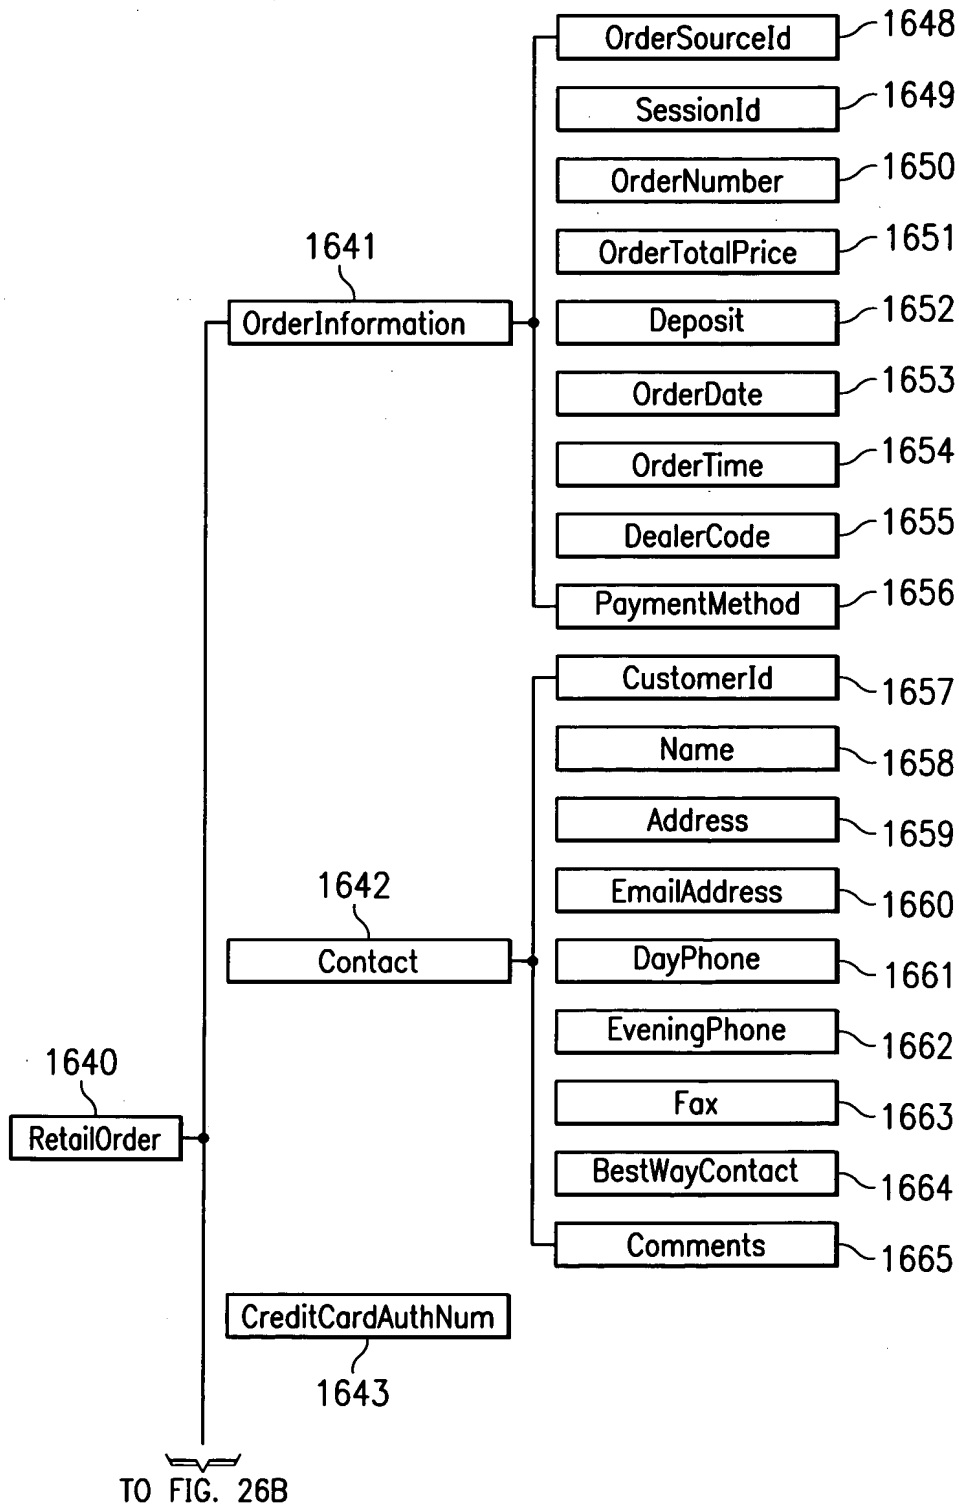 OrderSourceId 1648
SessionId 1649
OrderNumber 1650
OrderTotalPrice 1651
1641
OrderInformation
Deposit 1652
OrderDate 1653
OrderTime 1654
DealerCode 1655
PaymentMethod 1656
CustomerId 1657
Name 1658
Address 1659
EmailAddress 1660
1642
Contact
DayPhone 1661
EveningPhone 1662
Fax 1663
1640
RetailOrder
BestWayContact 1664
Comments 1665
CreditCardAuthNum
1643
TO FIG. 26B